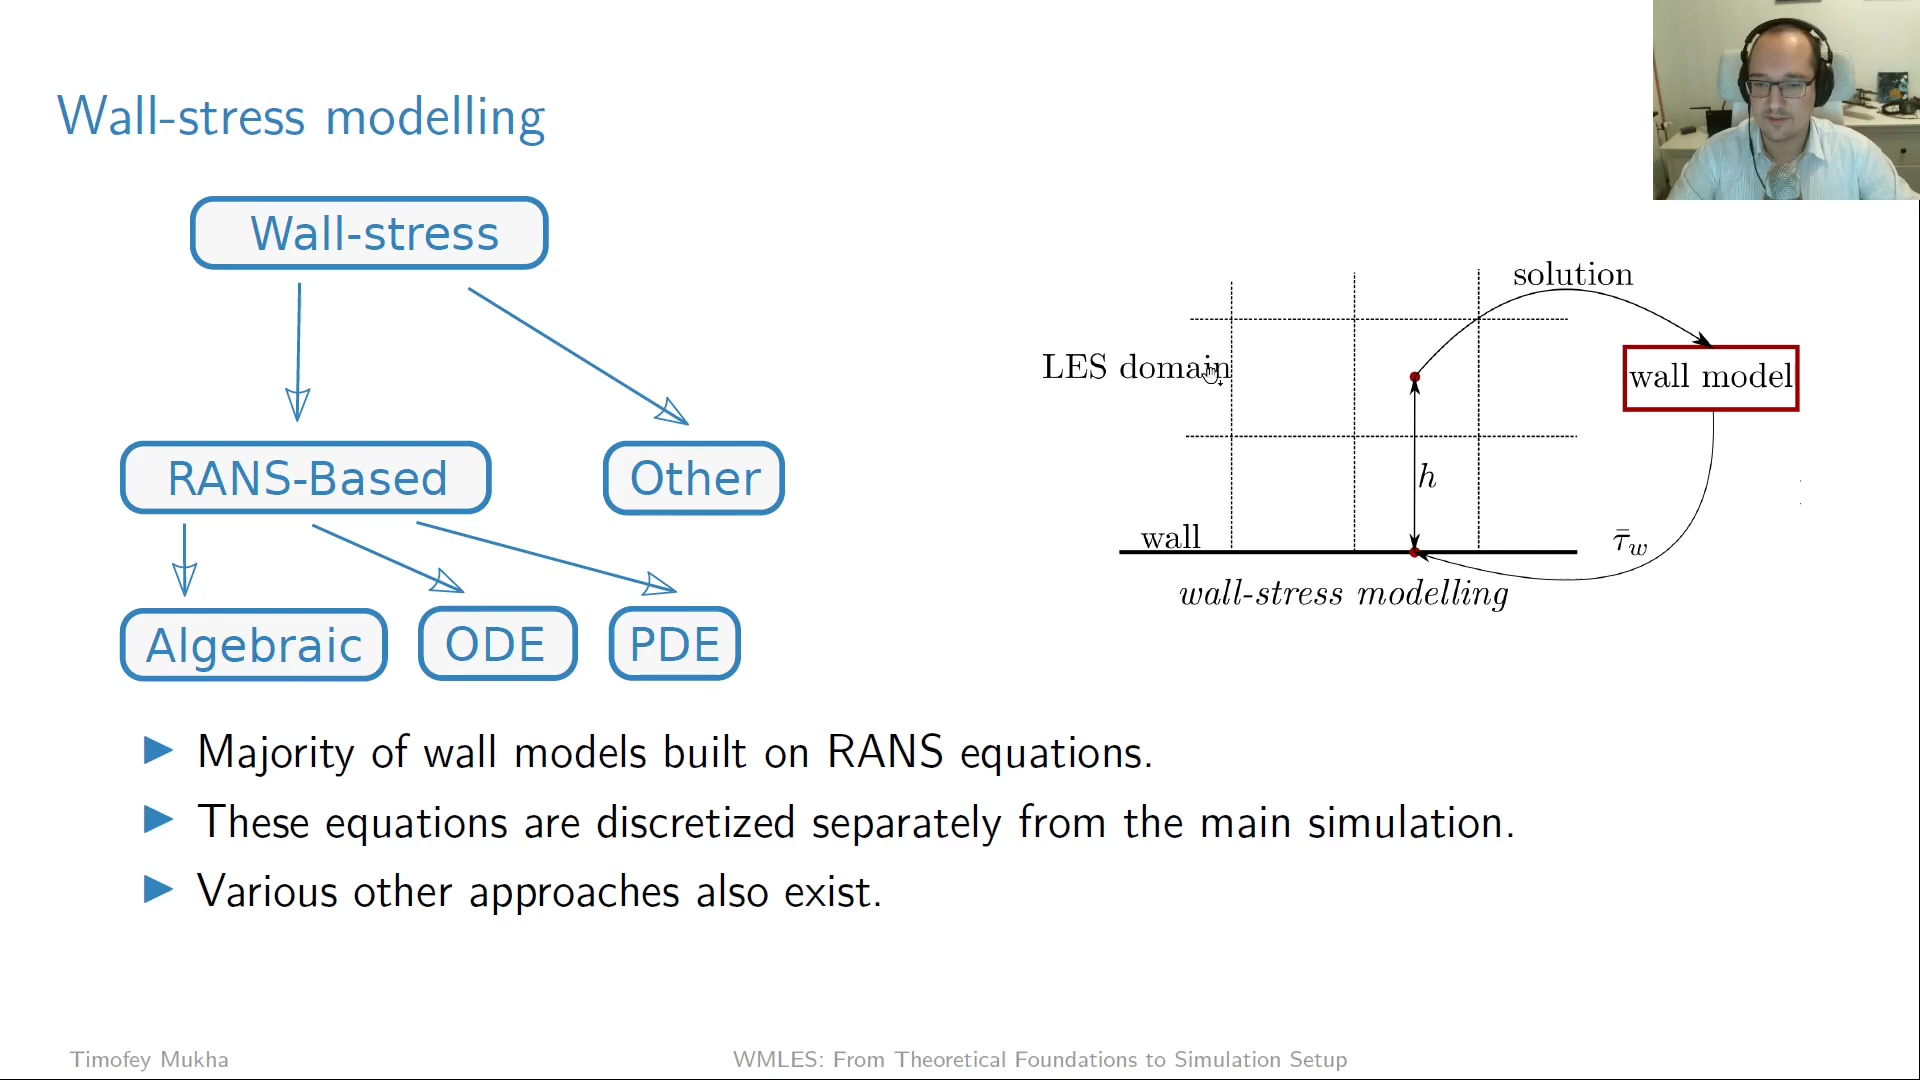 Wall-stress modelling
Wall-stress
RANS-Based
Other
Algebraic
ODE
PDE
solution
LES domain
wall model
h
wall
τ̄w
wall-stress modelling
Majority of wall models built on RANS equations.
These equations are discretized separately from the main simulation.
Various other approaches also exist.
Timofey Mukha
WMLES: From Theoretical Foundations to Simulation Setup